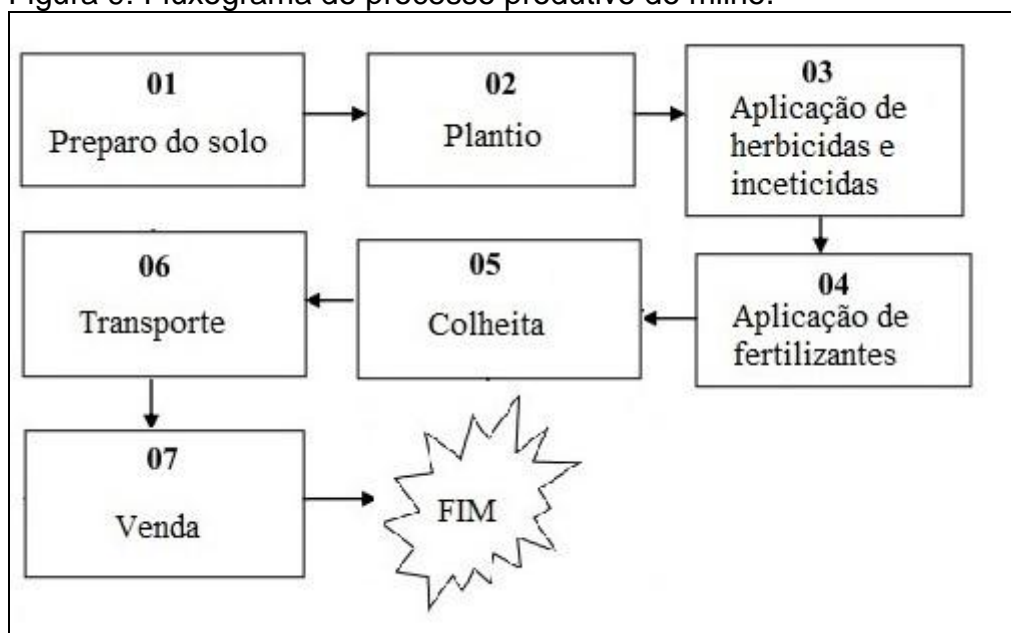 Figura 9. Fluxograma do processo produtivo do milho.
01
Preparo do solo
02
Plantio
03
Aplicação de
herbicidas e
inceticidas
04
Aplicação de
fertilizantes
05
Colheita
06
Transporte
07
Venda
FIM